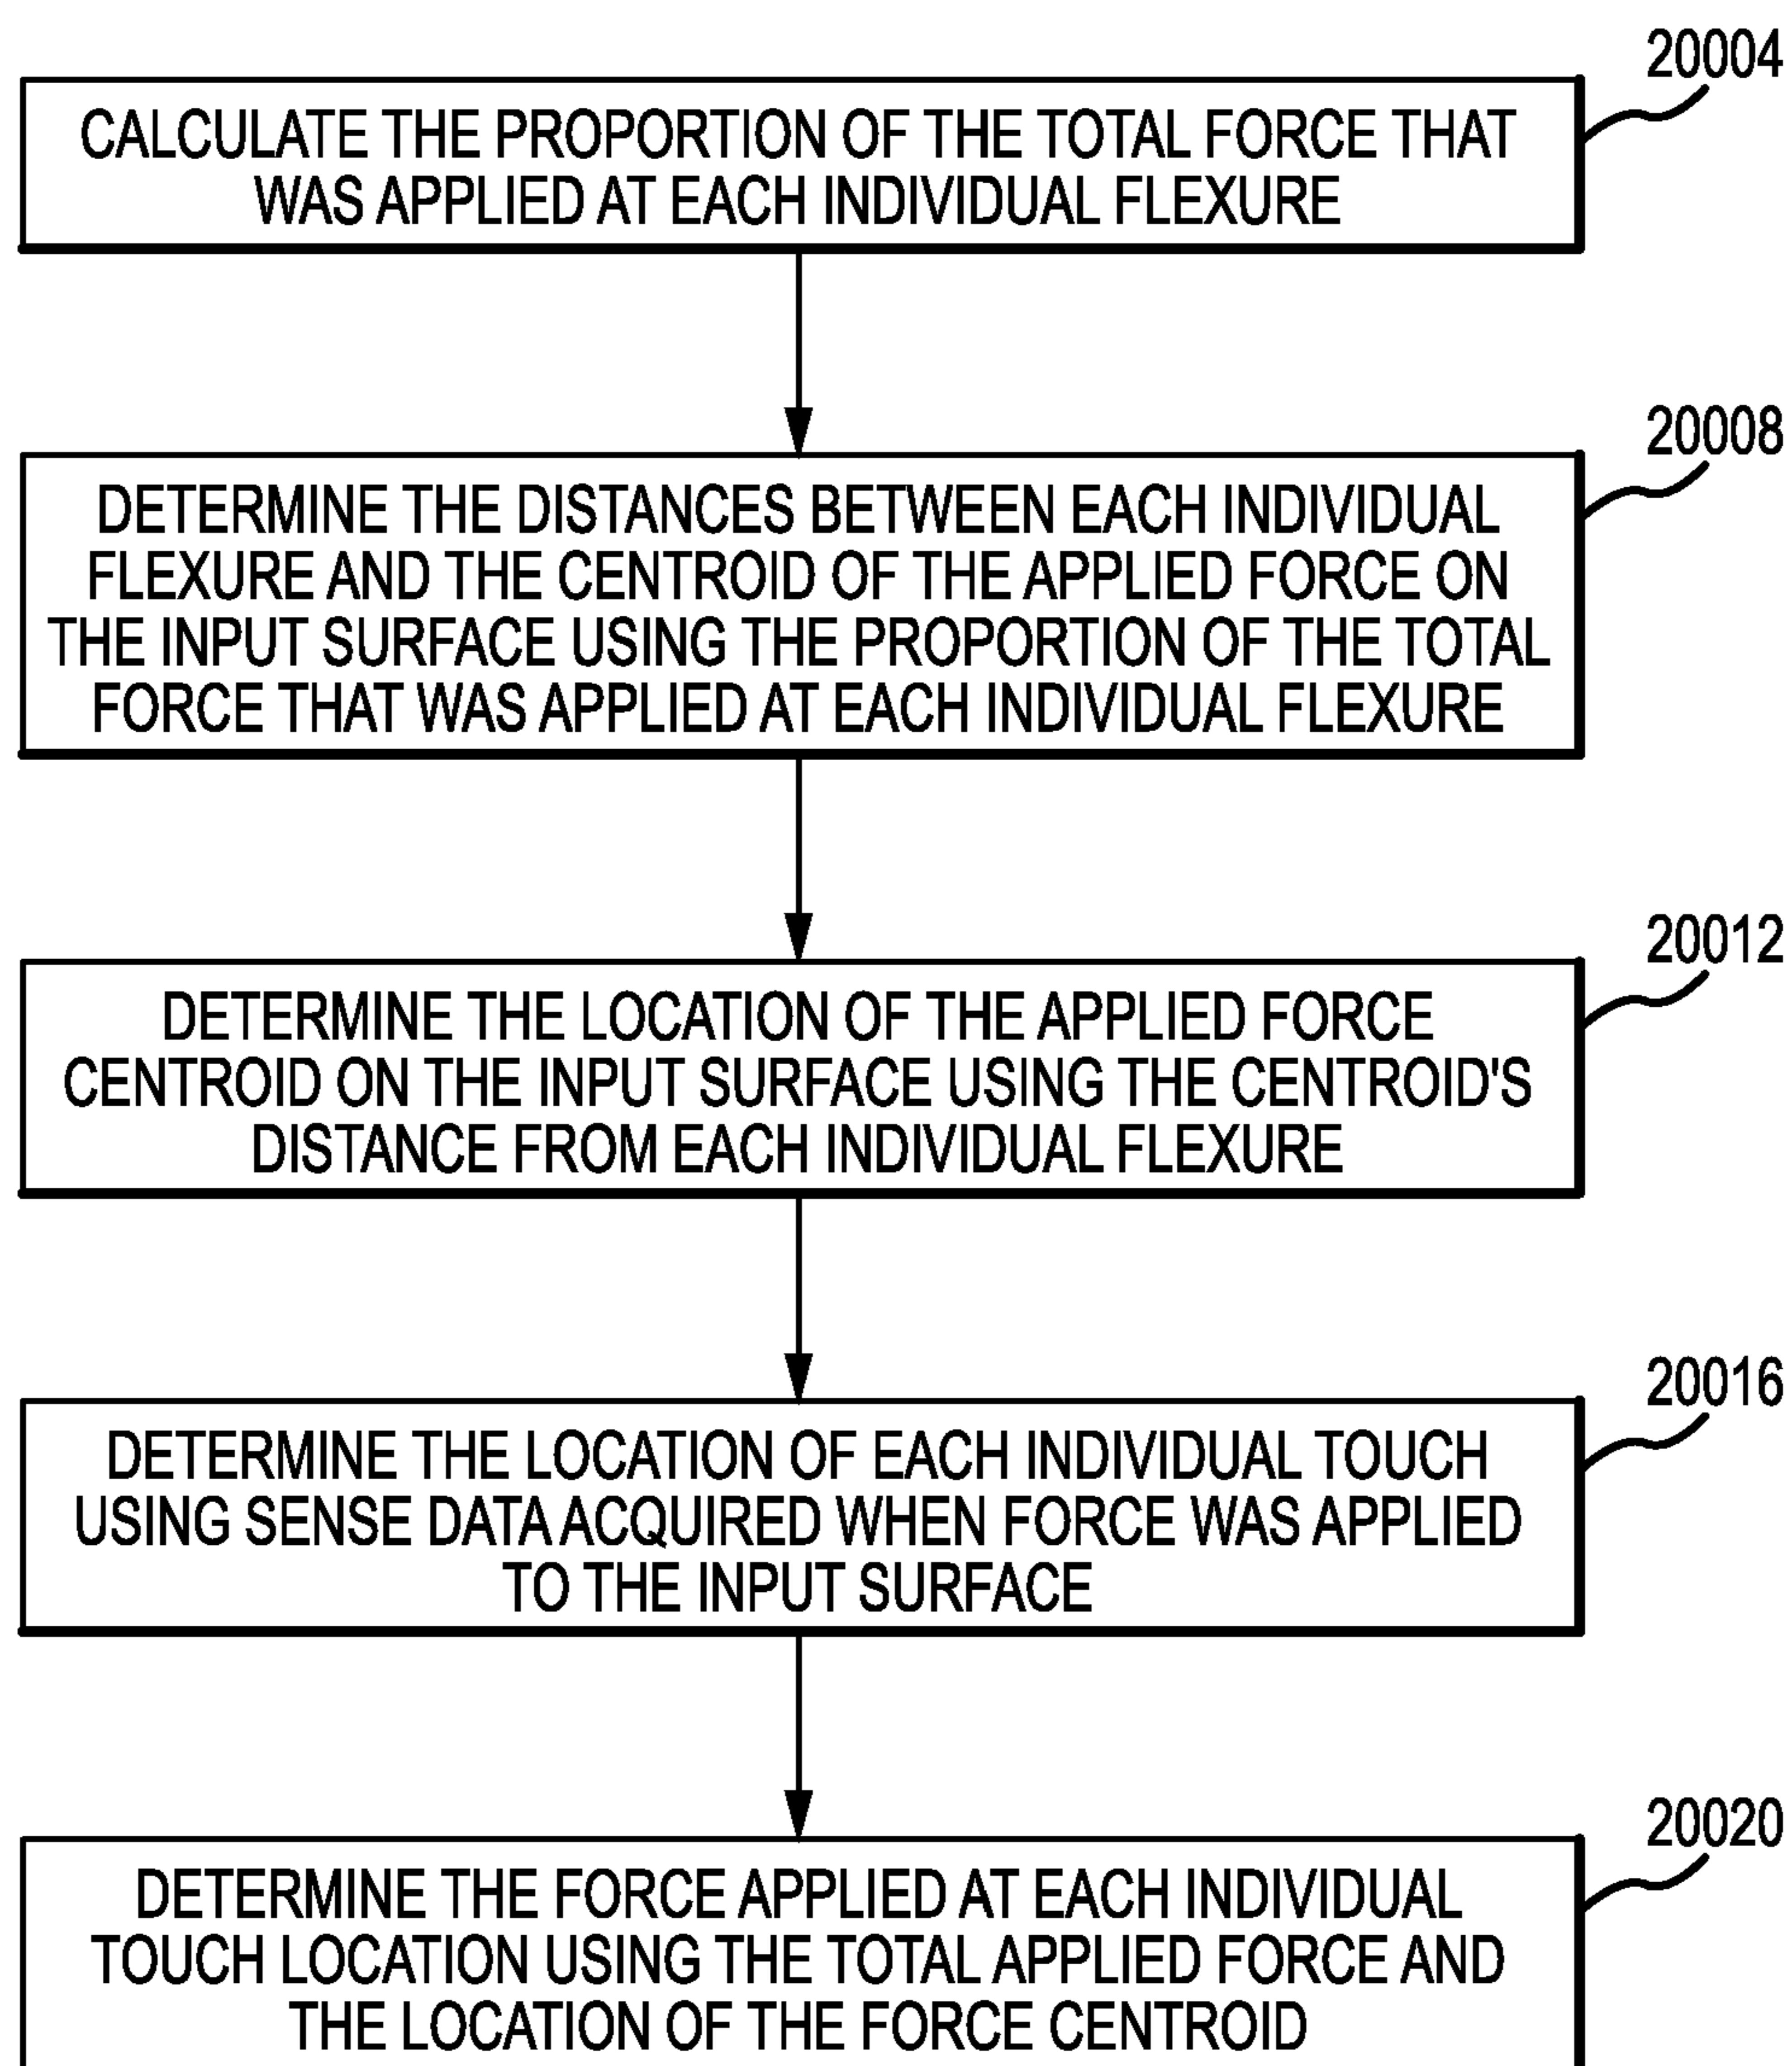 20004
CALCULATE THE PROPORTION OF THE TOTAL FORCE THAT
WAS APPLIED AT EACH INDIVIDUAL FLEXURE
20008
DETERMINE THE DISTANCES BETWEEN EACH INDIVIDUAL
FLEXURE AND THE CENTROID OF THE APPLIED FORCE ON
THE INPUT SURFACE USING THE PROPORTION OF THE TOTAL
FORCE THAT WAS APPLIED AT EACH INDIVIDUAL FLEXURE
20012
DETERMINE THE LOCATION OF THE APPLIED FORCE
CENTROID ON THE INPUT SURFACE USING THE CENTROID'S
DISTANCE FROM EACH INDIVIDUAL FLEXURE
20016
DETERMINE THE LOCATION OF EACH INDIVIDUAL TOUCH
USING SENSE DATA ACQUIRED WHEN FORCE WAS APPLIED
TO THE INPUT SURFACE
20020
DETERMINE THE FORCE APPLIED AT EACH INDIVIDUAL
TOUCH LOCATION USING THE TOTAL APPLIED FORCE AND
THE LOCATION OF THE FORCE CENTROID